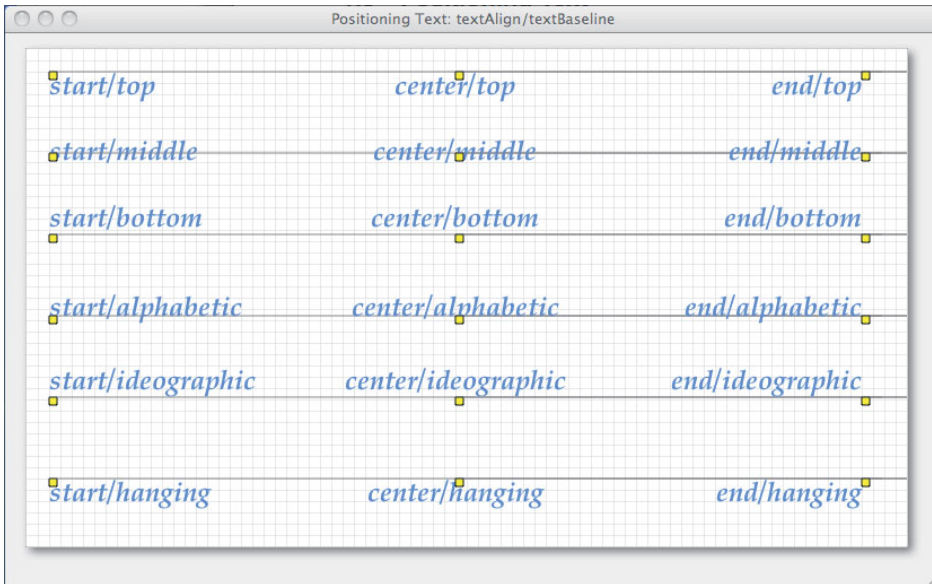 Positioning Text: textAlign/textBaseline
start/top center/top end/top
start/middle center/middle end/middle
start/bottom center/bottom end/bottom
start/alphabetic center/alphabetic end/alphabetic
start/ideographic center/ideographic end/ideographic
start/hanging center/hanging end/hanging